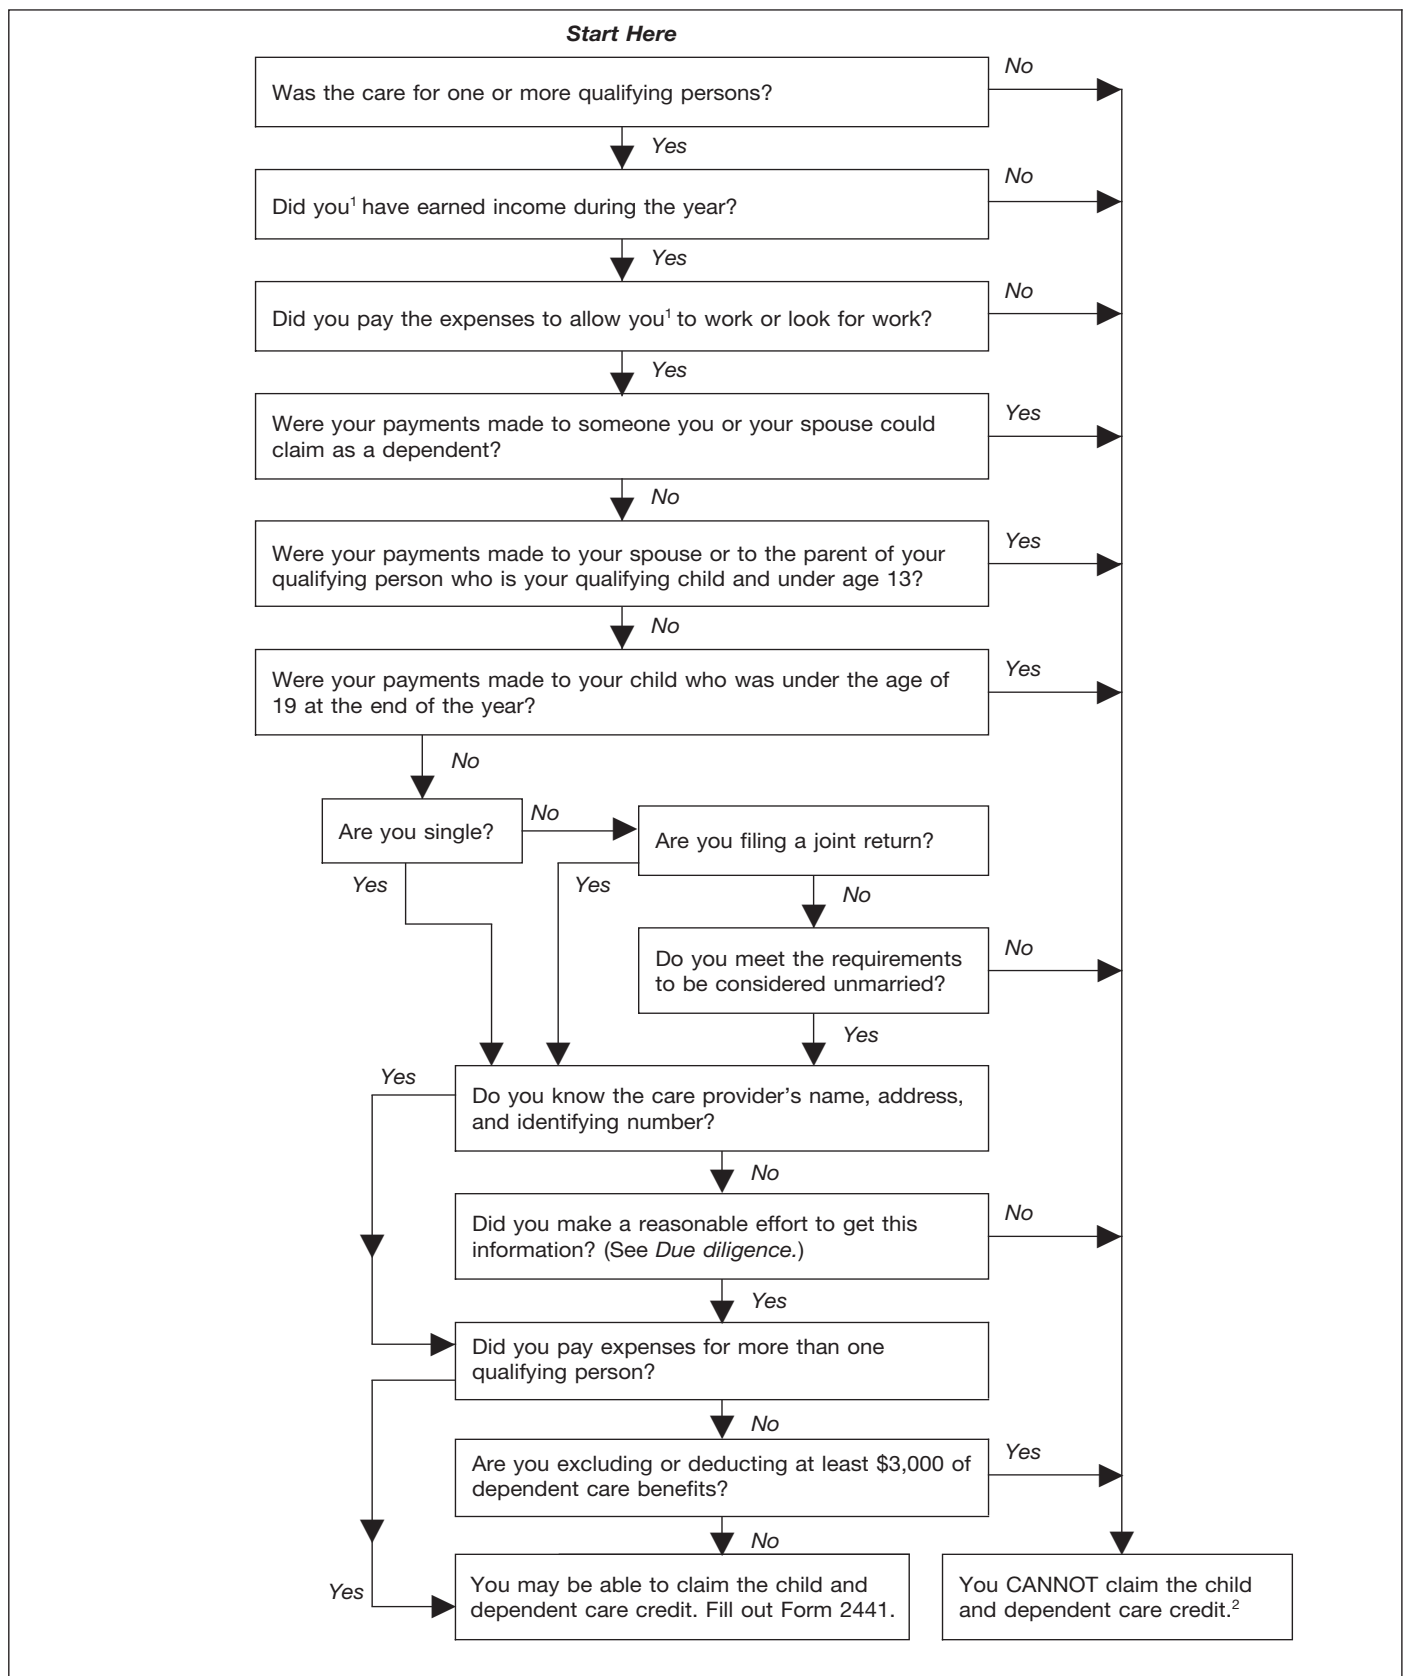 Start Here
Was the care for one or more qualifying persons?
No
Yes
Did you¹ have earned income during the year?
No
Yes
Did you pay the expenses to allow you¹ to work or look for work?
No
Yes
Were your payments made to someone you or your spouse could
claim as a dependent?
Yes
No
Were your payments made to your spouse or to the parent of your
qualifying person who is your qualifying child and under age 13?
Yes
No
Were your payments made to your child who was under the age of
19 at the end of the year?
Yes
No
Are you single?
No
Are you filing a joint return?
Yes
Yes
No
Do you meet the requirements
to be considered unmarried?
No
Yes
Do you know the care provider’s name, address,
and identifying number?
Yes
No
Did you make a reasonable effort to get this
information? (See Due diligence.)
No
Yes
Did you pay expenses for more than one
qualifying person?
No
Are you excluding or deducting at least $3,000 of
dependent care benefits?
Yes
No
Yes
You may be able to claim the child and
dependent care credit. Fill out Form 2441.
You CANNOT claim the child
and dependent care credit.²